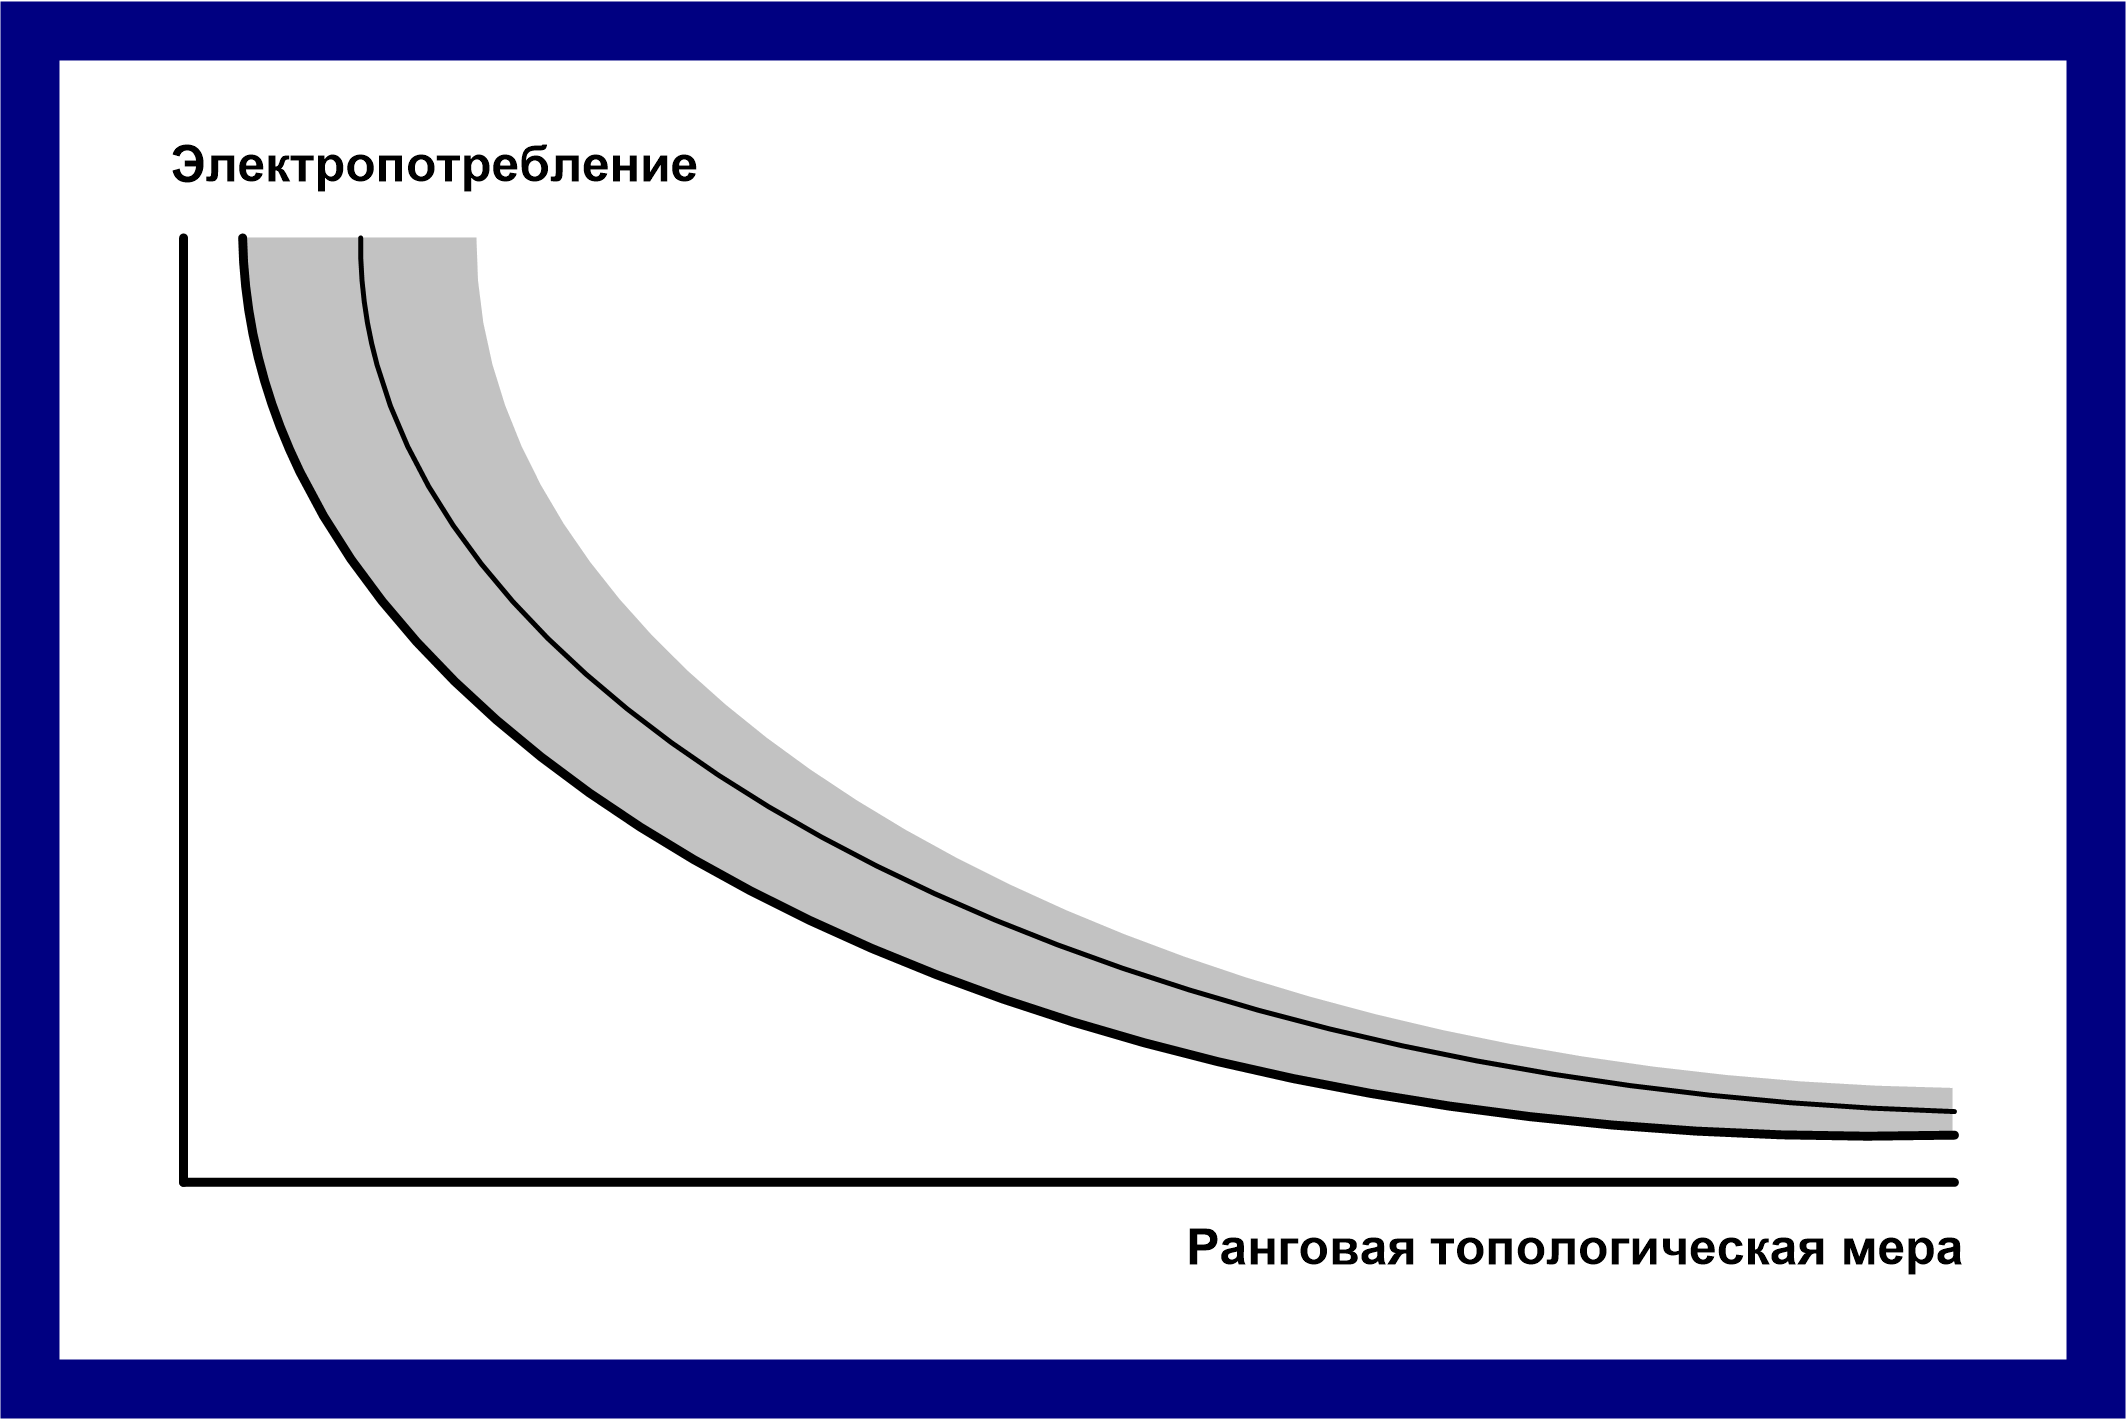 Электропотребление
Ранговая топологическая мера